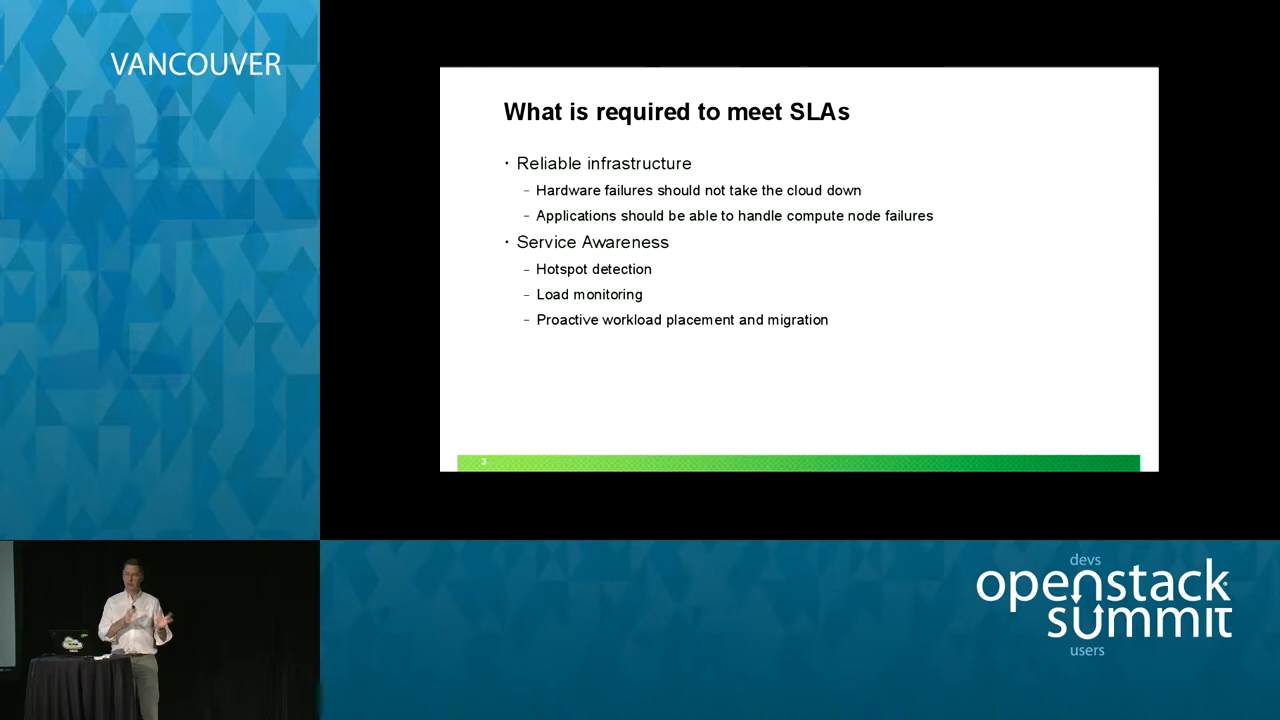 VANCOUVER
What is required to meet SLAs
· Reliable infrastructure
– Hardware failures should not take the cloud down
– Applications should be able to handle compute node failures
· Service Awareness
– Hotspot detection
– Load monitoring
– Proactive workload placement and migration
3
devs
openstack
summit
users